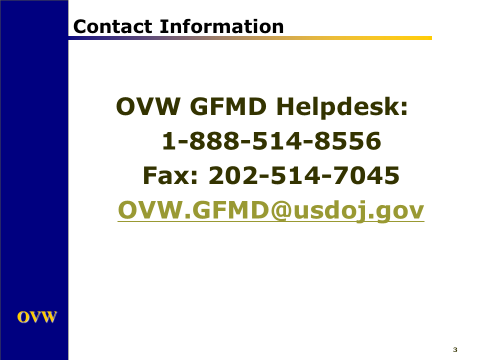 Contact Information
OVW GFMD Helpdesk:
1-888-514-8556
Fax: 202-514-7045
OVW.GFMD@usdoj.gov
OVW
3